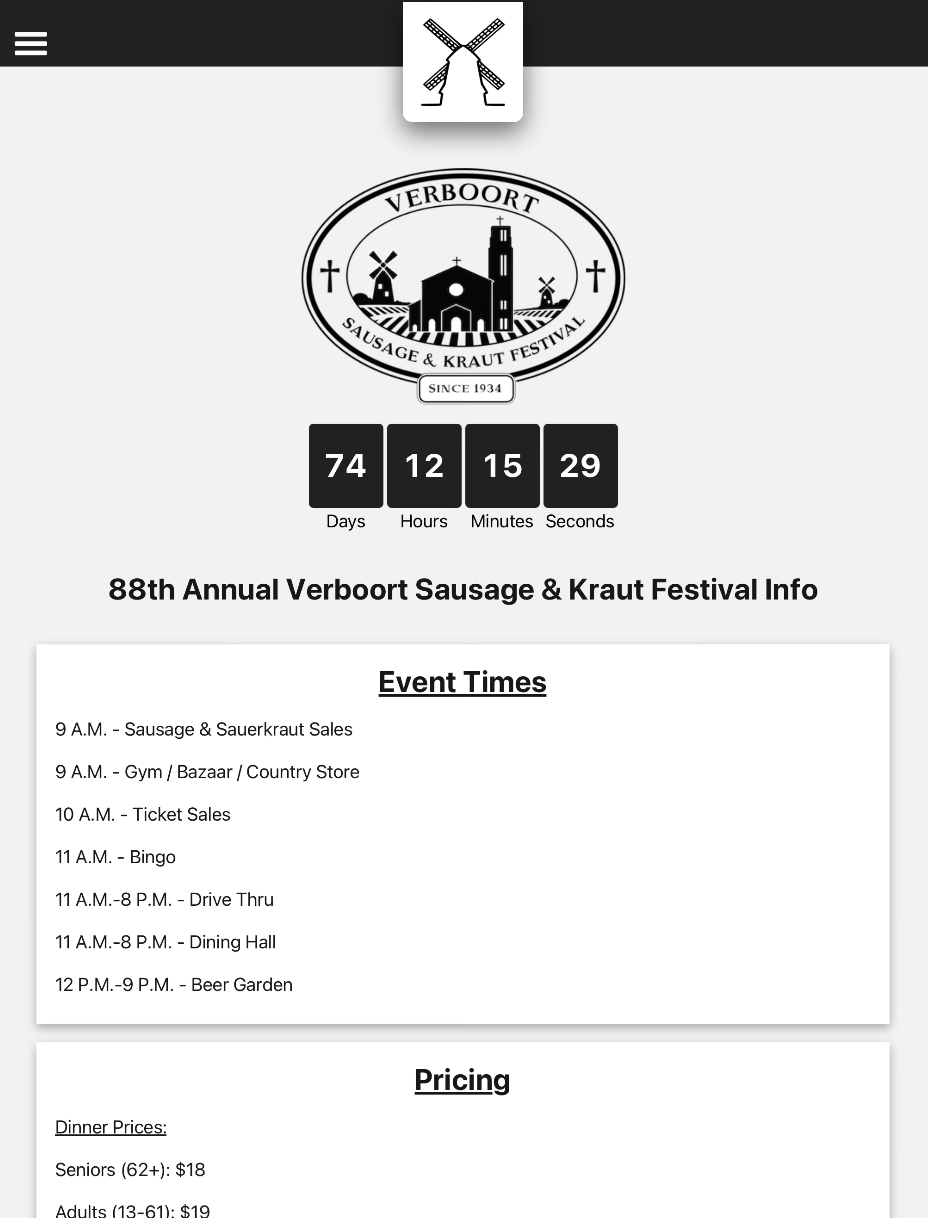 VERBOORT
SAUSAGE & KRAUT FESTIVAL
SINCE 1934
74 12 15 29
Days Hours Minutes Seconds
88th Annual Verboort Sausage & Kraut Festival Info
Event Times
9 A.M. - Sausage & Sauerkraut Sales
9 A.M. - Gym / Bazaar / Country Store
10 A.M. - Ticket Sales
11 A.M. - Bingo
11 A.M.-8 P.M. - Drive Thru
11 A.M.-8 P.M. - Dining Hall
12 P.M.-9 P.M. - Beer Garden
Pricing
Dinner Prices:
Seniors (62+): $18
Adults (13-61): $19